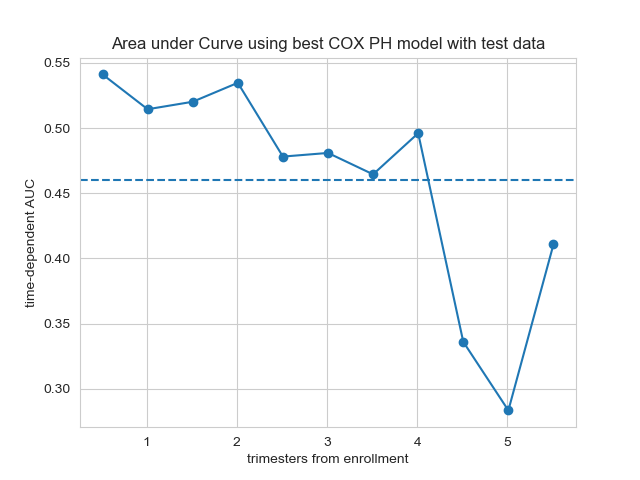 Area under Curve using best COX PH model with test data
0.55
0.50
0.45
0.40
0.35
0.30
time-dependent AUC
1 2 3 4 5
trimesters from enrollment